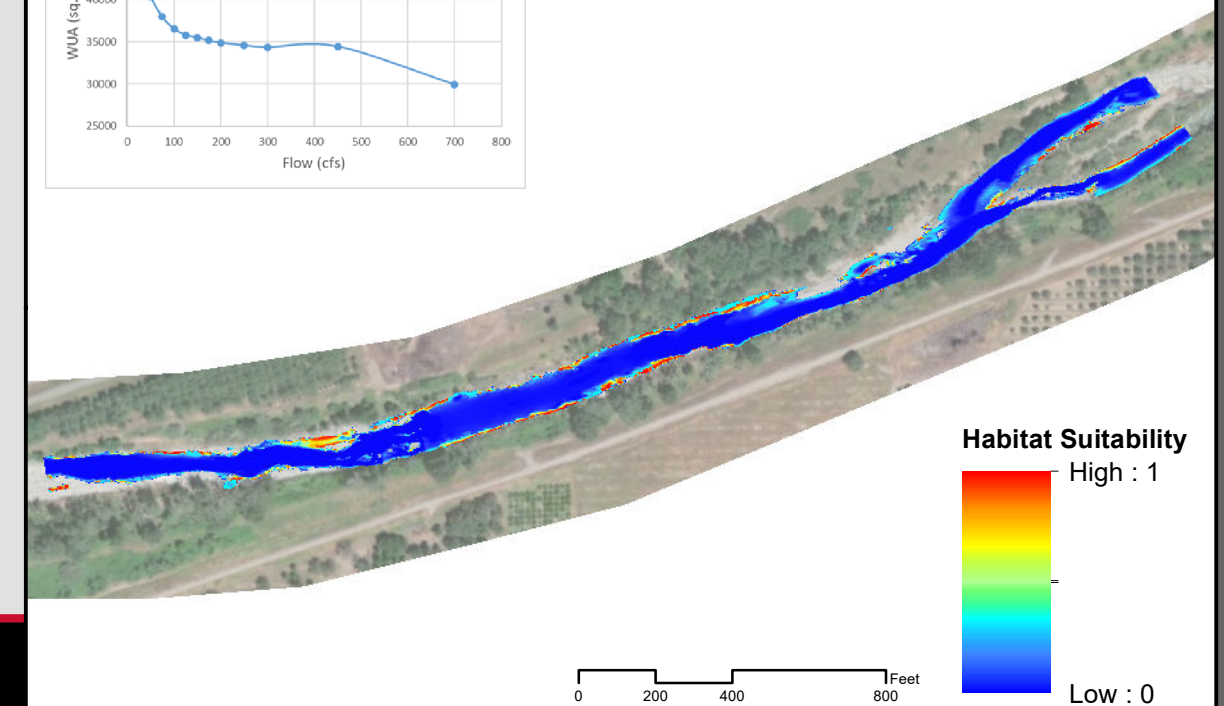 40000
WUA (sq.
35000
30000
25000
0 100 200 300 400 500 600 700 800
Flow (cfs)
Habitat Suitability
High : 1
Low : 0
Feet
0 200 400 800